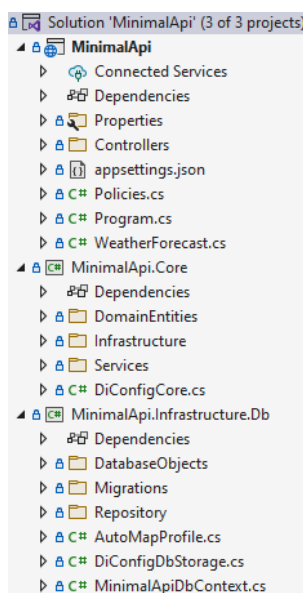 Solution 'MinimalApi' (3 of 3 projects)
MinimalApi
Connected Services
Dependencies
Properties
Controllers
appsettings.json
C# Policies.cs
C# Program.cs
C# WeatherForecast.cs
C# MinimalApi.Core
Dependencies
DomainEntities
Infrastructure
Services
C# DiConfigCore.cs
C# MinimalApi.Infrastructure.Db
Dependencies
DatabaseObjects
Migrations
Repository
C# AutoMapProfile.cs
C# DiConfigDbStorage.cs
C# MinimalApiDbContext.cs